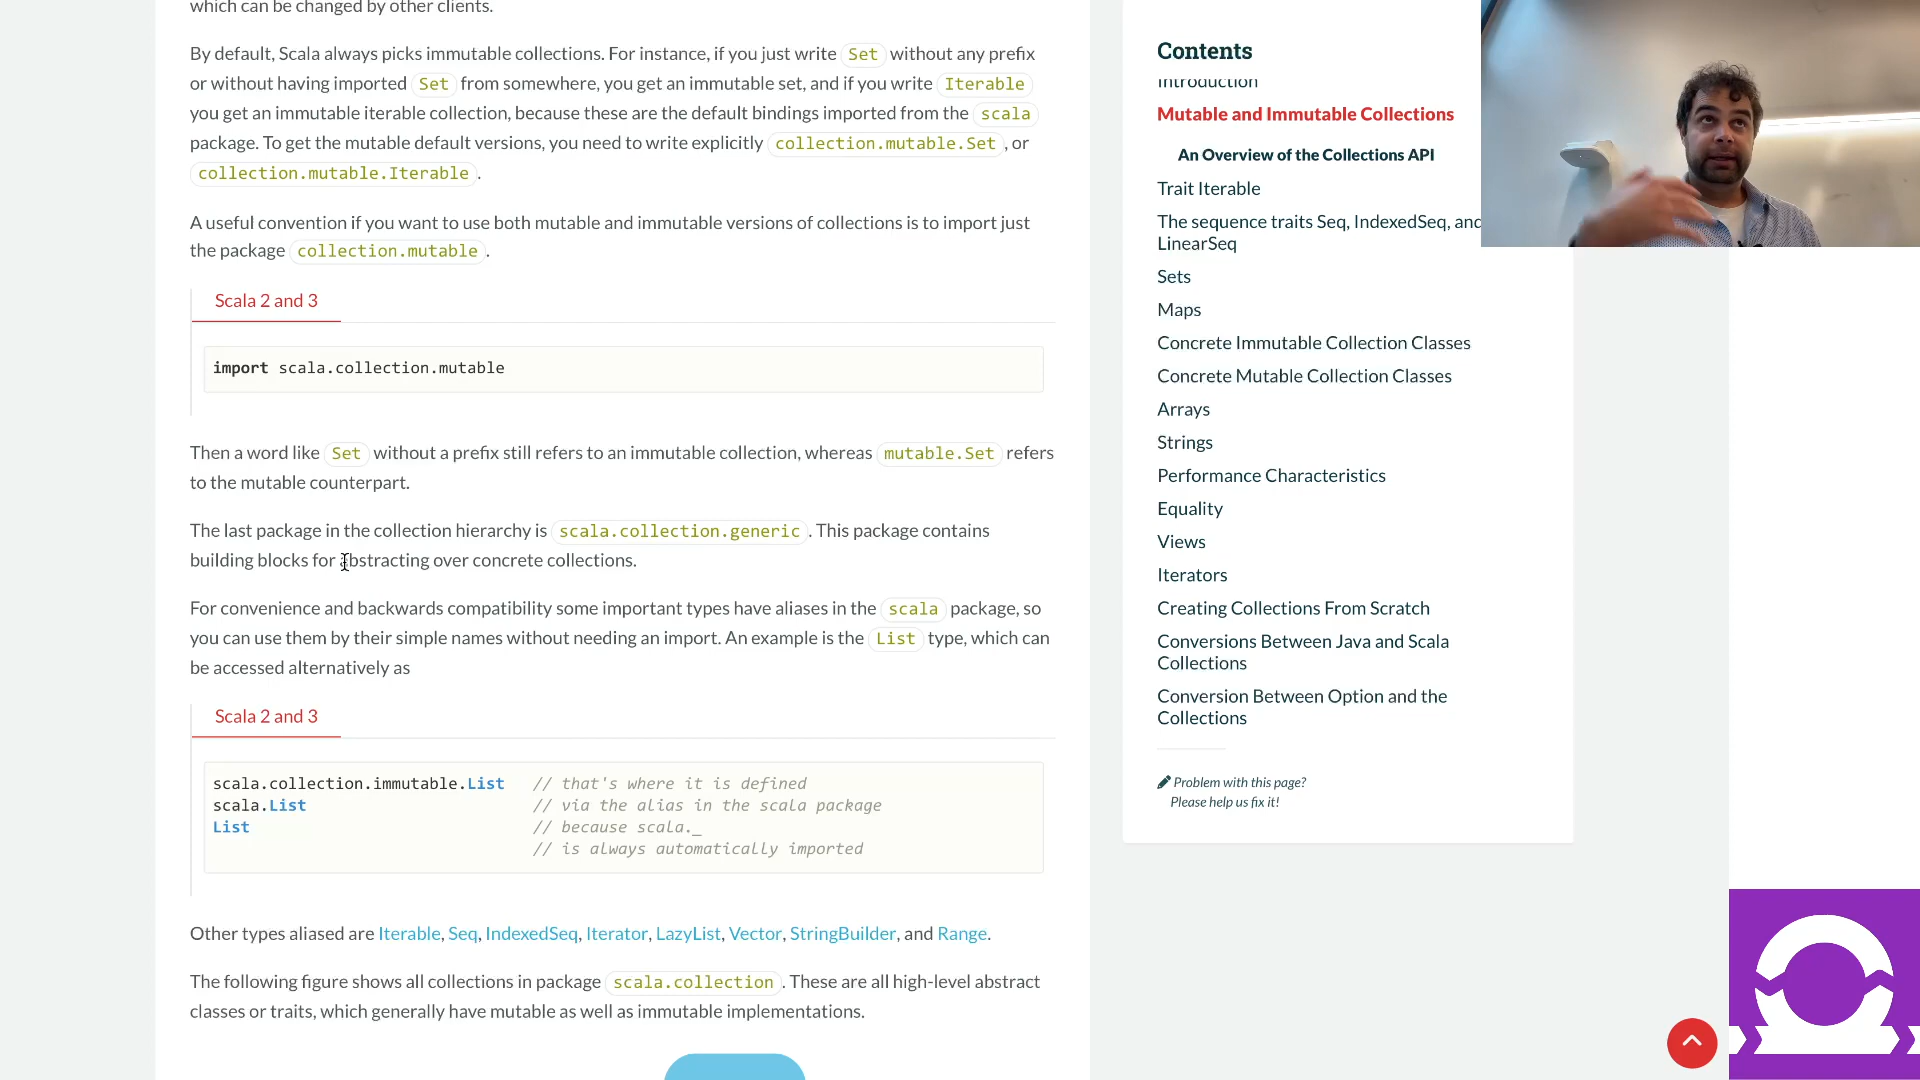 which can be changed by other clients.
By default, Scala always picks immutable collections. For instance, if you just write Set without any prefix
or without having imported Set from somewhere, you get an immutable set, and if you write Iterable
you get an immutable iterable collection, because these are the default bindings imported from the scala
package. To get the mutable default versions, you need to write explicitly collection.mutable.Set, or
collection.mutable.Iterable.
A useful convention if you want to use both mutable and immutable versions of collections is to import just
the package collection.mutable.
Scala 2 and 3
import scala.collection.mutable
Then a word like Set without a prefix still refers to an immutable collection, whereas mutable.Set refers
to the mutable counterpart.
The last package in the collection hierarchy is scala.collection.generic. This package contains
building blocks for abstracting over concrete collections.
For convenience and backwards compatibility some important types have aliases in the scala package, so
you can use them by their simple names without needing an import. An example is the List type, which can
be accessed alternatively as
Scala 2 and 3
scala.collection.immutable.List // that's where it is defined
scala.List // via the alias in the scala package
List // because scala._
// is always automatically imported
Other types aliased are Iterable, Seq, IndexedSeq, Iterator, LazyList, Vector, StringBuilder, and Range.
The following figure shows all collections in package scala.collection. These are all high-level abstract
classes or traits, which generally have mutable as well as immutable implementations.
Contents
Introduction
Mutable and Immutable Collections
An Overview of the Collections API
Trait Iterable
The sequence traits Seq, IndexedSeq, and
LinearSeq
Sets
Maps
Concrete Immutable Collection Classes
Concrete Mutable Collection Classes
Arrays
Strings
Performance Characteristics
Equality
Views
Iterators
Creating Collections From Scratch
Conversions Between Java and Scala
Collections
Conversion Between Option and the
Collections
Problem with this page?
Please help us fix it!